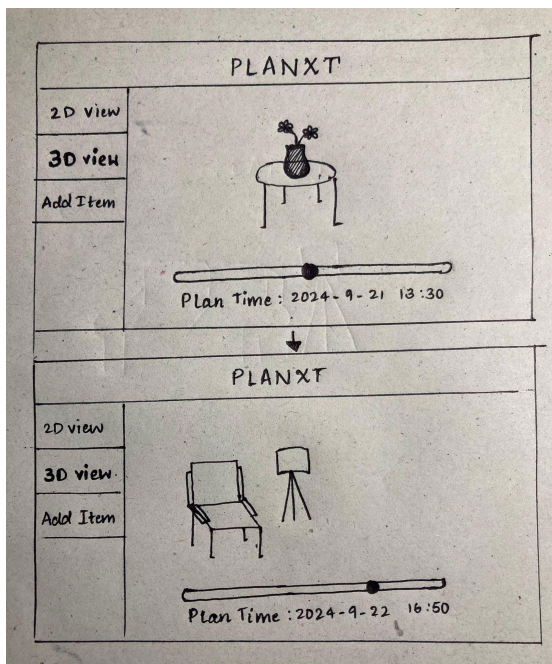 PLANXT
2D view
3D view
Add Item
Plan Time : 2024-9-21 13:30
PLANXT
2D view
3D view.
Add Item
Plan Time : 2024-9-22 16:50